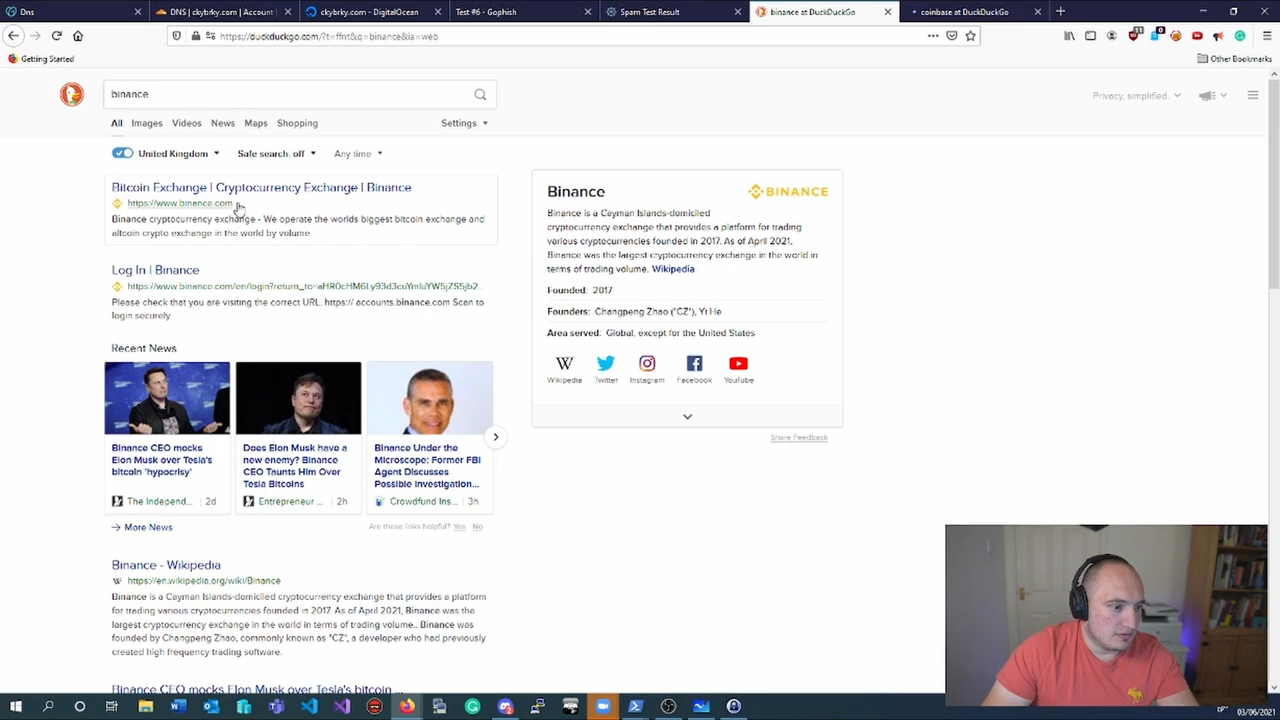 Dns
DNS | ckybrky.com | Account
ckybrky.com - DigitalOcean
Test #6 - Gophish
Spam Test Result
binance at DuckDuckGo
coinbase at DuckDuckGo
https://duckduckgo.com/?t=ffnt&q=binance&ia=web
Getting Started
Other Bookmarks
binance
Privacy, simplified.
All Images Videos News Maps Shopping
Settings
United Kingdom
Safe search: off
Any time
Bitcoin Exchange | Cryptocurrency Exchange | Binance
https://www.binance.com
Binance cryptocurrency exchange - We operate the worlds biggest bitcoin exchange and
altcoin crypto exchange in the world by volume
Log In | Binance
Please check that you are visiting the correct URL. https:// accounts.binance.com Scan to
login securely
Recent News
Binance CEO mocks
Elon Musk over Tesla's
bitcoin 'hypocrisy'
The Independ... 2d
Does Elon Musk have a
new enemy? Binance
CEO Taunts Him Over
Tesla Bitcoins
Entrepreneur ... 2h
Binance Under the
Microscope: Former FBI
Agent Discusses
Possible Investigation...
Crowdfund Ins... 3h
More News
Are these links helpful? Yes No
Binance - Wikipedia
https://en.wikipedia.org/wiki/Binance
Binance is a Cayman Islands-domiciled cryptocurrency exchange that provides a platform
for trading various cryptocurrencies founded in 2017. As of April 2021, Binance was the
largest cryptocurrency exchange in the world in terms of trading volume.. Binance was
founded by Changpeng Zhao, commonly known as "CZ", a developer who had previously
created high frequency trading software.
Binance CEO mocks Elon Musk over Tesla's bitcoin ...
Binance
BINANCE
Binance is a Cayman Islands-domiciled
cryptocurrency exchange that provides a platform for trading
various cryptocurrencies founded in 2017. As of April 2021,
Binance was the largest cryptocurrency exchange in the world in
terms of trading volume. Wikipedia
Founded: 2017
Founders: Changpeng Zhao ("CZ"), Yi He
Area served: Global, except for the United States
Wikipedia Twitter Instagram Facebook YouTube
Share Feedback
03/06/2021